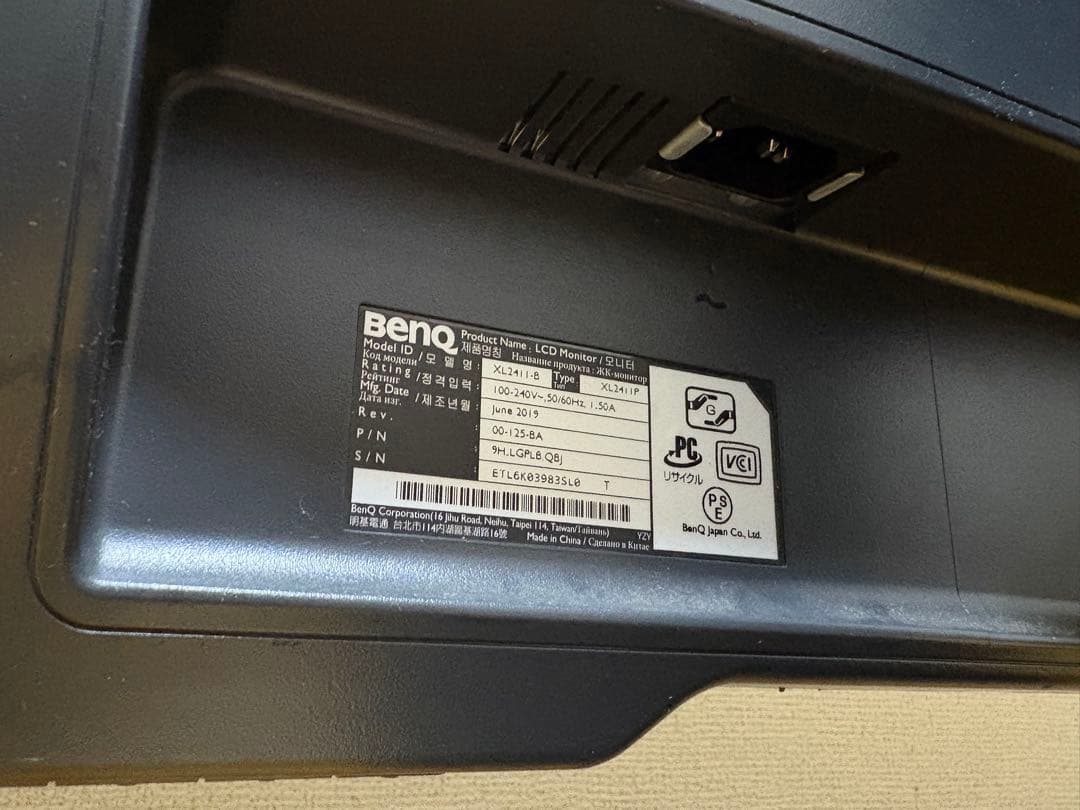 BenQ Product Name : LCD Monitor / 모니터
제품명칭 Название продукта : ЖК-монитор
Model ID / 모 델 명 : XL2411-B Type XL2411P
Код модели Тип
Rating / 정격입력 : 100-240V~,50/60Hz, 1.50A
Рейтинг
Mfg. Date / 제조년월 : June 2019
Дата изг.
Rev. : 00-125-BA
P/N : 9H.LGPLB.QBJ
S/N : ETL6K03983SL0 T
BenQ Corporation(16 Jihu Road, Neihu, Taipei 114, Taiwan/Тайвань)
明基電通 台北市114內湖區基湖路16號 Made in China / Сделано в Китае
YZY
G
PC
リサイクル
VCI
PS
E
BenQ Japan Co., Ltd.